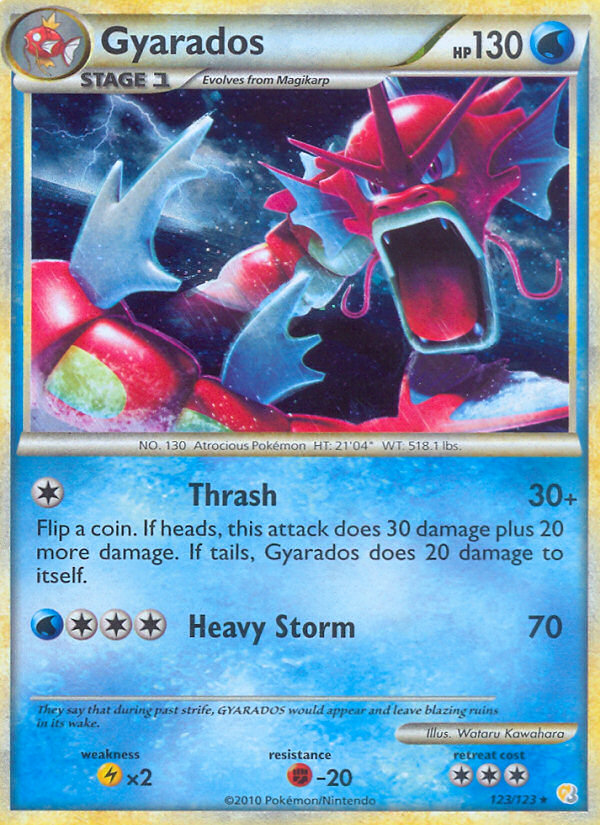 Gyarados
HP 130
STAGE 1
Evolves from Magikarp
NO. 130 Atrocious Pokémon HT: 21'04" WT: 518.1 lbs.
Thrash 30+
Flip a coin. If heads, this attack does 30 damage plus 20
more damage. If tails, Gyarados does 20 damage to
itself.
Heavy Storm 70
They say that during past strife, GYARADOS would appear and leave blazing ruins
in its wake.
Illus. Wataru Kawahara
weakness resistance retreat cost
×2 -20
©2010 Pokémon/Nintendo 123/123 ★